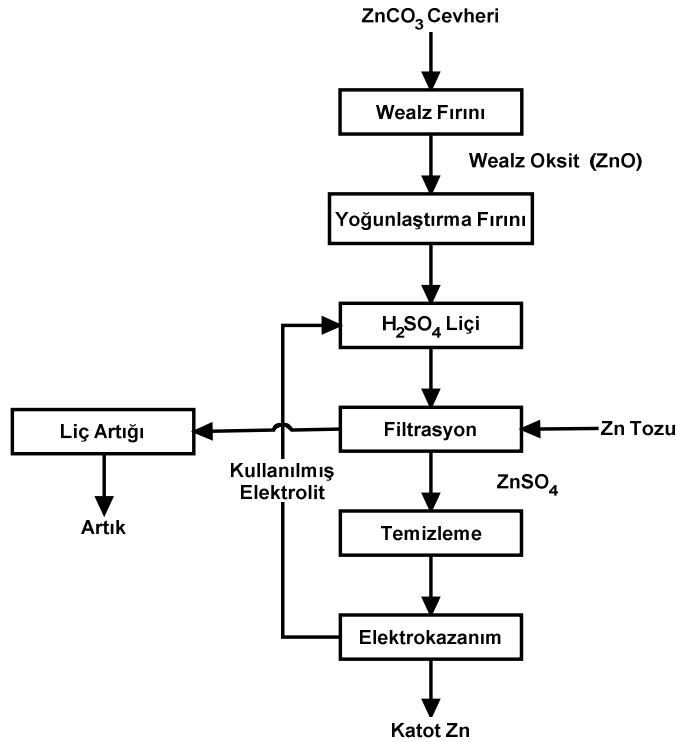 ZnCO₃ Cevheri
Wealz Fırını
Wealz Oksit (ZnO)
Yoğunlaştırma Fırını
H₂SO₄ Liçi
Liç Artığı
Filtrasyon
Zn Tozu
Kullanılmış
Elektrolit
ZnSO₄
Artık
Temizleme
Elektrokazanım
Katot Zn